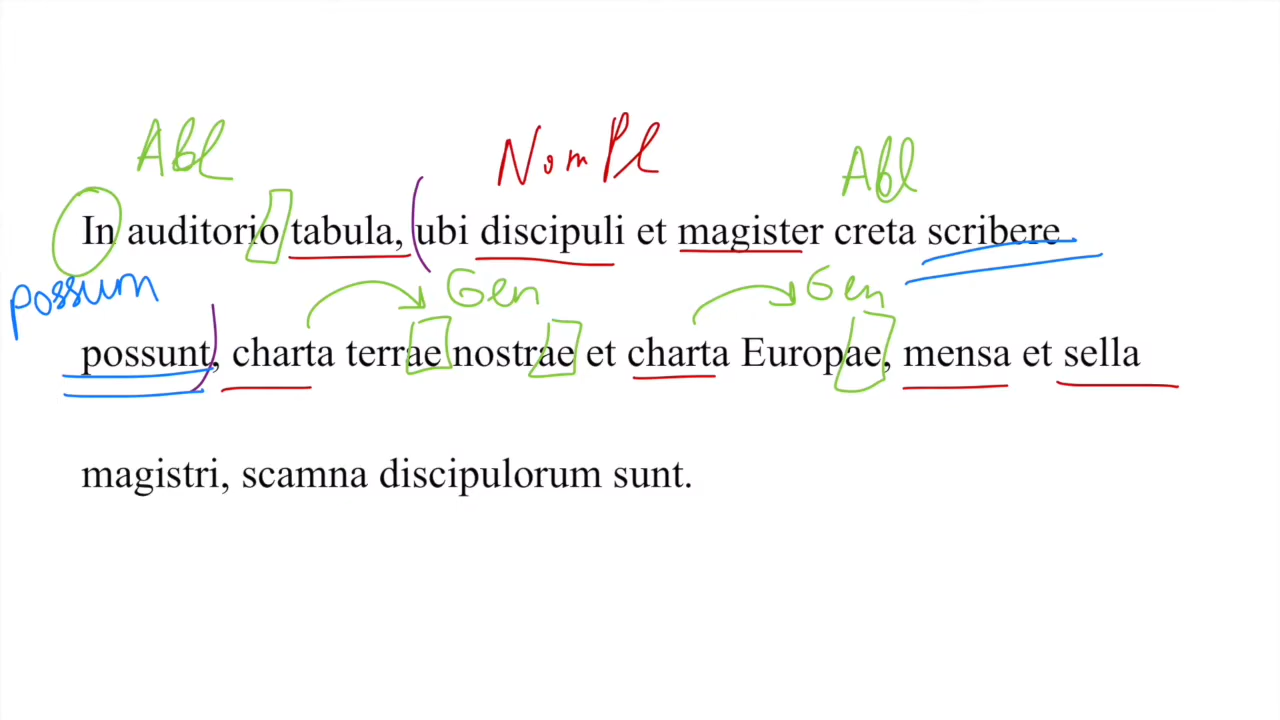 Abl Nom Pl Abl
In auditorio tabula, ubi discipuli et magister creta scribere
possum Gen Gen
possunt, charta terrae nostrae et charta Europae, mensa et sella
magistri, scamna discipulorum sunt.